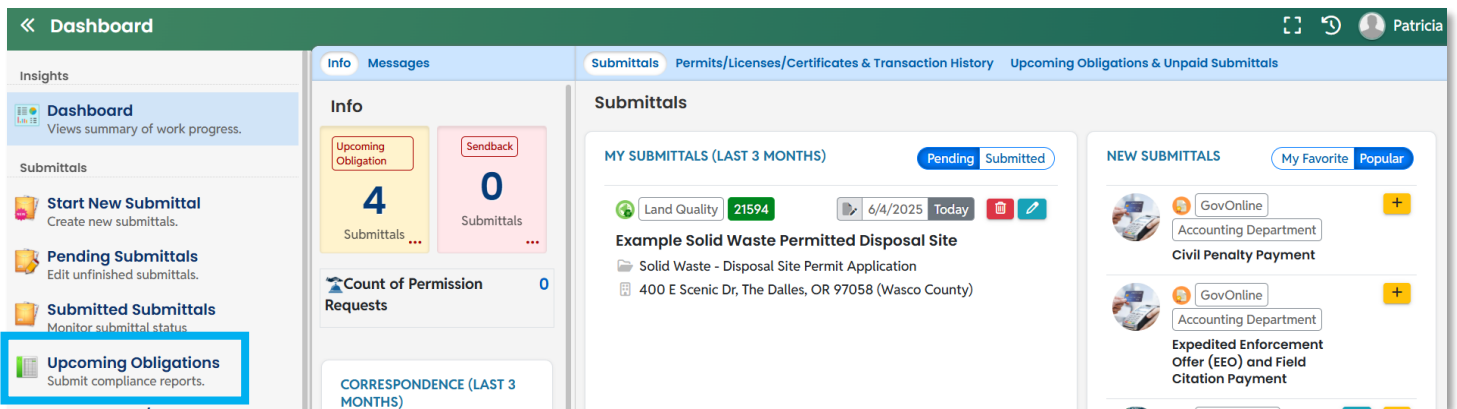 Dashboard
Patricia
Insights
Dashboard
Views summary of work progress.
Submittals
Start New Submittal
Create new submittals.
Pending Submittals
Edit unfinished submittals.
Submitted Submittals
Monitor submittal status
Upcoming Obligations
Submit compliance reports.
Info Messages
Info
Upcoming
Obligation
4
Submittals
...
Sendback
0
Submittals
...
Count of Permission
Requests
0
CORRESPONDENCE (LAST 3
MONTHS)
Submittals Permits/Licenses/Certificates & Transaction History Upcoming Obligations & Unpaid Submittals
Submittals
MY SUBMITTALS (LAST 3 MONTHS)
Pending Submitted
Land Quality 21594 6/4/2025 Today
Example Solid Waste Permitted Disposal Site
Solid Waste - Disposal Site Permit Application
400 E Scenic Dr, The Dalles, OR 97058 (Wasco County)
NEW SUBMITTALS
My Favorite Popular
GovOnline
+
Accounting Department
Civil Penalty Payment
GovOnline
+
Accounting Department
Expedited Enforcement
Offer (EEO) and Field
Citation Payment